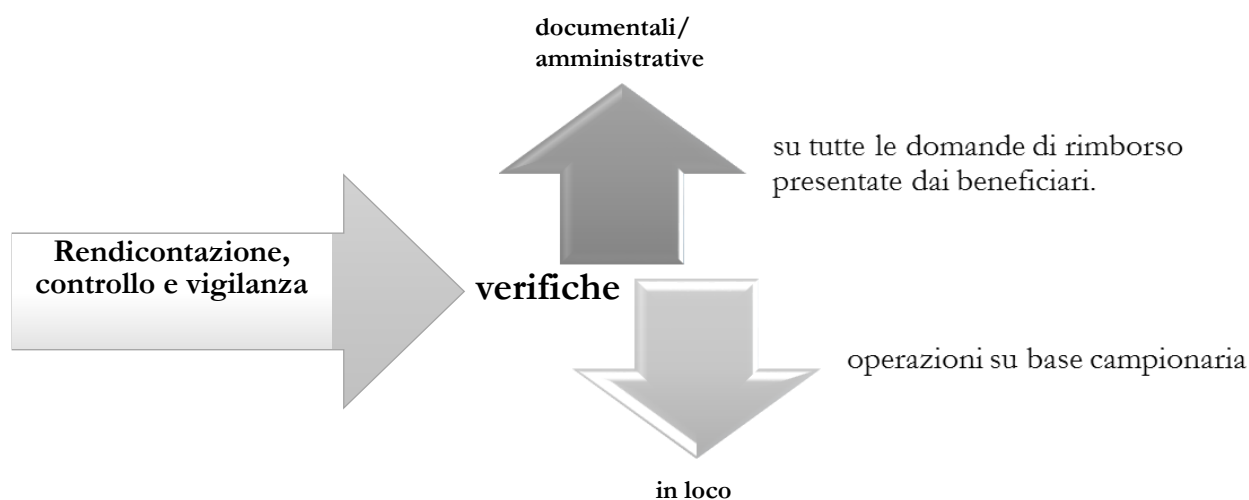 documentali/
amministrative
su tutte le domande di rimborso
presentate dai beneficiari.
Rendicontazione,
controllo e vigilanza
verifiche
operazioni su base campionaria
in loco